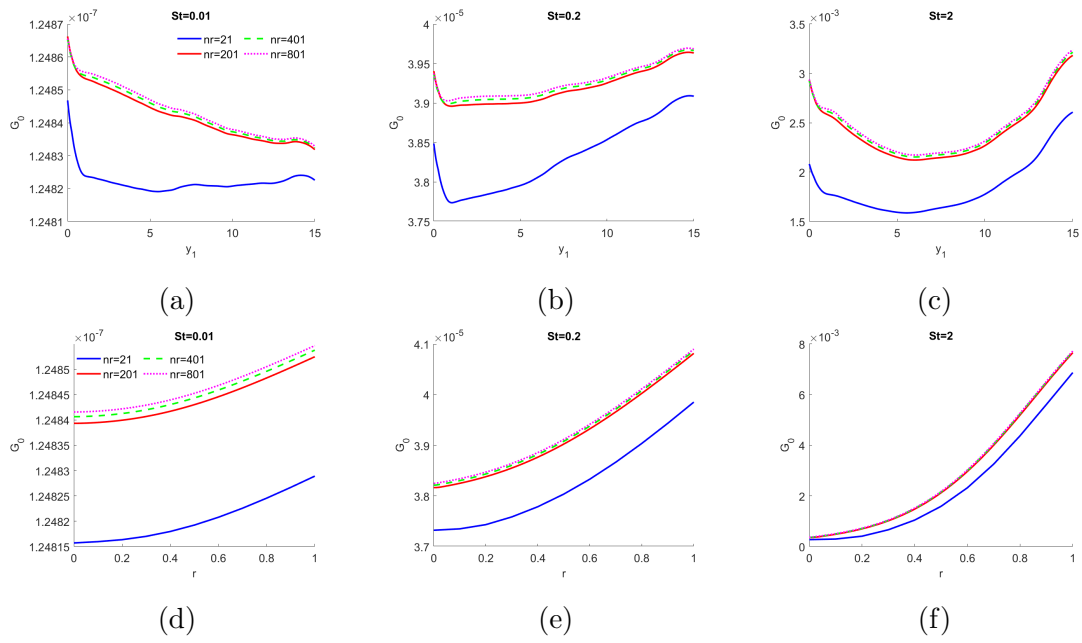 ×10⁻⁷
St=0.01
1.2487
1.2486
1.2485
1.2484
1.2483
1.2482
1.2481
G₀
nr=21
nr=401
nr=201
nr=801
0
5
10
15
y₁
(a)
×10⁻⁵
St=0.2
4
3.95
3.9
3.85
3.8
3.75
G₀
0
5
10
15
y₁
(b)
×10⁻³
St=2
3.5
3
2.5
2
1.5
G₀
0
5
10
15
y₁
(c)
×10⁻⁷
St=0.01
nr=21
nr=401
nr=201
nr=801
1.2485
1.24845
1.2484
1.24835
1.2483
1.24825
1.2482
1.24815
G₀
0
0.2
0.4
0.6
0.8
1
r
(d)
×10⁻⁵
St=0.2
4.1
4
3.9
3.8
3.7
G₀
0
0.2
0.4
0.6
0.8
1
r
(e)
×10⁻³
St=2
8
6
4
2
0
G₀
0
0.2
0.4
0.6
0.8
1
r
(f)